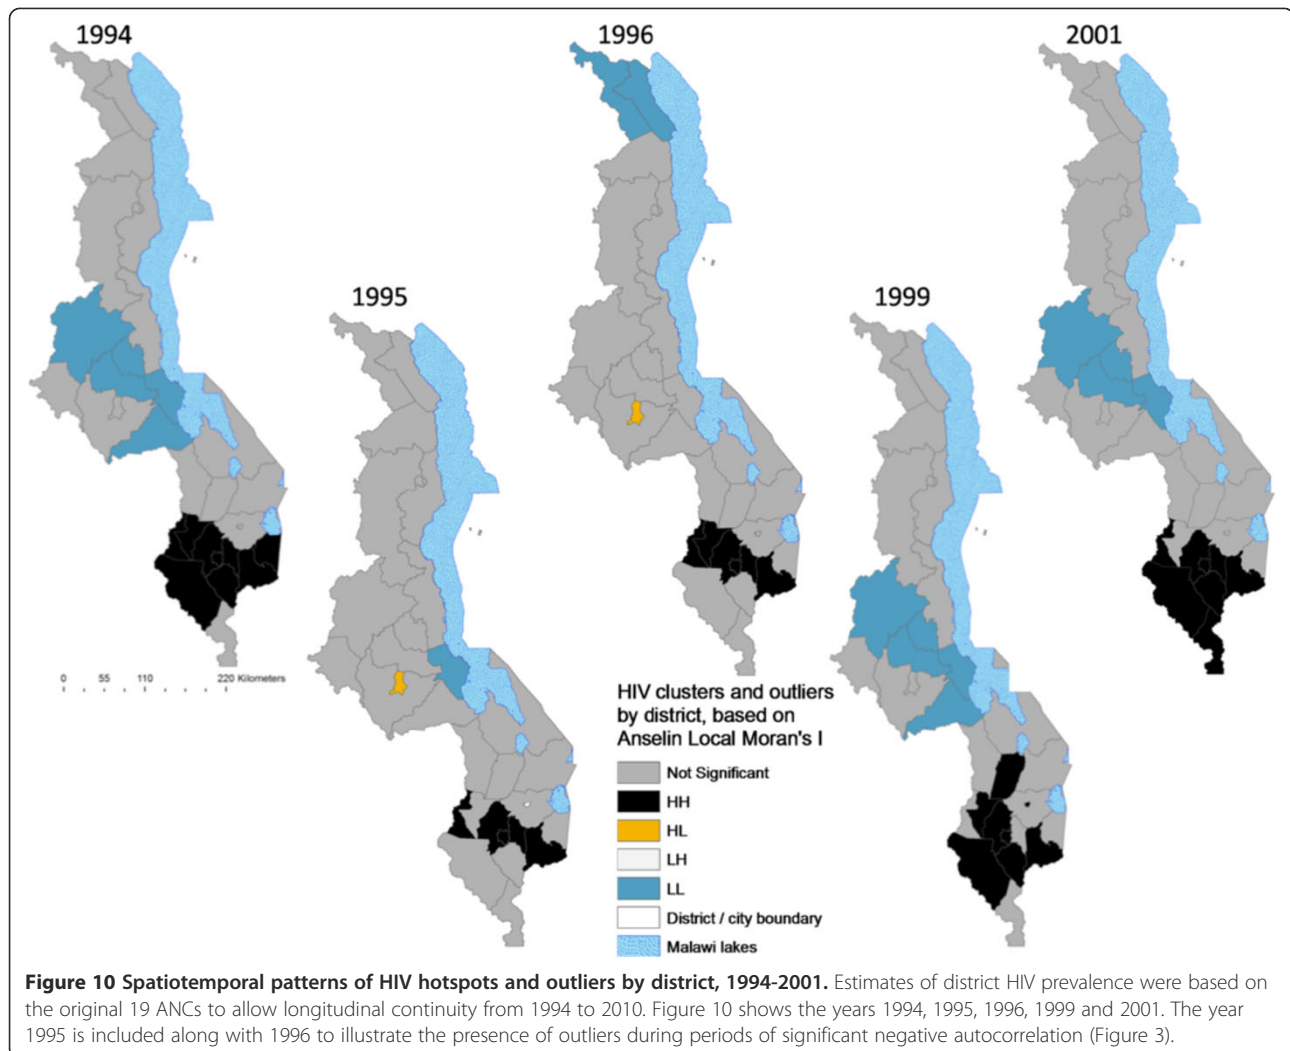 1994
1996
2001
1995
1999
0 55 110 220 Kilometers
HIV clusters and outliers
by district, based on
Anselin Local Moran's I
Not Significant
HH
HL
LH
LL
District / city boundary
Malawi lakes
Figure 10 Spatiotemporal patterns of HIV hotspots and outliers by district, 1994-2001. Estimates of district HIV prevalence were based on
the original 19 ANCs to allow longitudinal continuity from 1994 to 2010. Figure 10 shows the years 1994, 1995, 1996, 1999 and 2001. The year
1995 is included along with 1996 to illustrate the presence of outliers during periods of significant negative autocorrelation (Figure 3).